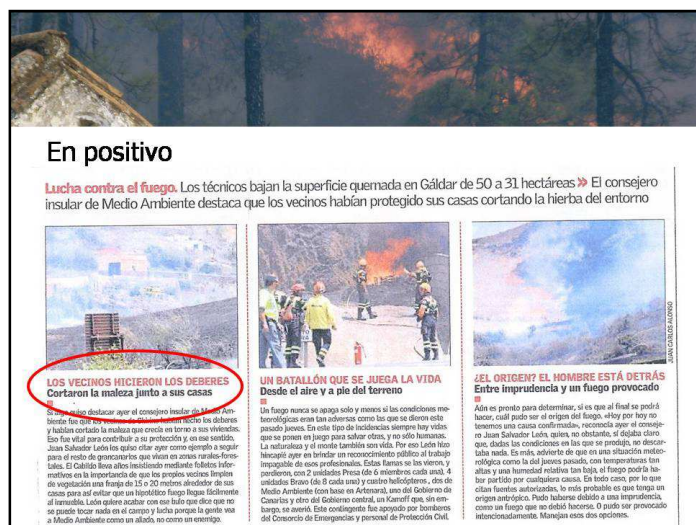 En positivo
Lucha contra el fuego. Los técnicos bajan la superficie quemada en Gáldar de 50 a 31 hectáreas » El consejero
insular de Medio Ambiente destaca que los vecinos habían protegido sus casas cortando la hierba del entorno
JUAN CARLOS ALONSO
LOS VECINOS HICIERON LOS DEBERES
Cortaron la maleza junto a sus casas
Si algo quiso destacar ayer el consejero insular de Medio Am-
biente fue que los vecinos de habían hecho los deberes
y habían cortado la maleza que crecía en torno a sus viviendas.
Eso fue vital para contribuir a su protección y, en ese sentido,
Juan Salvador León los quiso citar ayer como ejemplo a seguir
para el resto de grancanarios que vivan en zonas rurales-fores-
tales. El Cabildo lleva años insistiendo mediante folletos infor-
mativos en la importancia de que los propios vecinos limpien
de vegetación una franja de 15 o 20 metros alrededor de sus
casas para así evitar que un hipotético fuego llegue fácilmente
al inmueble. León quiere acabar con ese bulo que dice que no
se puede tocar nada en el campo y lucha porque la gente vea
a Medio Ambiente como un aliado, no como un enemigo.
UN BATALLÓN QUE SE JUEGA LA VIDA
Desde el aire y a pie del terreno
Un fuego nunca se apaga solo y menos si las condiciones me-
teorológicas eran tan adversas como las que se dieron este
pasado jueves. En este tipo de incidencias siempre hay vidas
que se ponen en juego para salvar otras, y no sólo humanas.
La naturaleza y el monte también son vida. Por eso León hizo
hincapié ayer en brindar un reconocimiento público al trabajo
impagable de esos profesionales. Estas llamas se las vieron, y
perdieron, con 2 unidades Presa (de 6 miembros cada una), 4
unidades Bravo (de 8 cada una) y cuatro helicópteros, dos de
Medio Ambiente (con base en Artenara), uno del Gobierno de
Canarias y otro del Gobierno central, un Kamoff que, sin em-
bargo, se averió. Este contingente fue apoyado por bomberos
del Consorcio de Emergencias y personal de Protección Civil.
¿EL ORIGEN? EL HOMBRE ESTÁ DETRÁS
Entre imprudencia y un fuego provocado
Aún es pronto para determinar, si es que al final se podrá
hacer, cuál pudo ser el origen del fuego. «Hoy por hoy no
tenemos una causa confirmada», reconocía ayer el conseje-
ro Juan Salvador León, quien, no obstante, sí dejaba claro
que, dadas las condiciones en las que se produjo, no descar-
taba nada. Es más, advierte de que en una situación meteo-
rológica como la del jueves pasado, con temperaturas tan
altas y una humedad relativa tan baja, el fuego podría ha-
ber partido por cualquiera causa. En todo caso, por lo que
citan fuentes autorizadas, lo más probable es que tenga un
origen antrópico. Pudo haberse debido a una imprudencia,
como un fuego que no debió hacerse. O pudo ser provocado
intencionadamente. Manejan esos dos opciones.